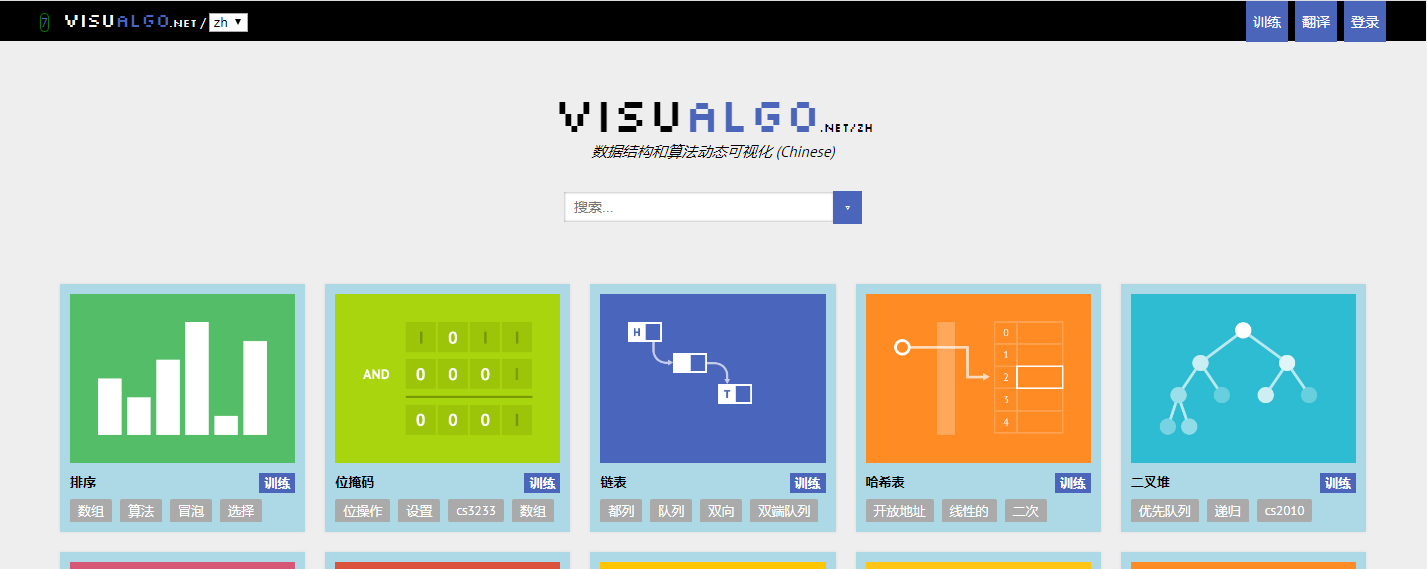 7 VISUALGO.NET / zh 训练 翻译 登录
VISUALGO.NET/ZH
数据结构和算法动态可视化 (Chinese)
搜索...
1 0 1 1
AND 0 0 0 1
0 0 0 1
H
T
0
1
2
3
4
排序 训练
数组 算法 冒泡 选择
位掩码 训练
位操作 设置 cs3233 数组
链表 训练
都列 队列 双向 双端队列
哈希表 训练
开放地址 线性的 二次
二叉堆 训练
优先队列 递归 cs2010